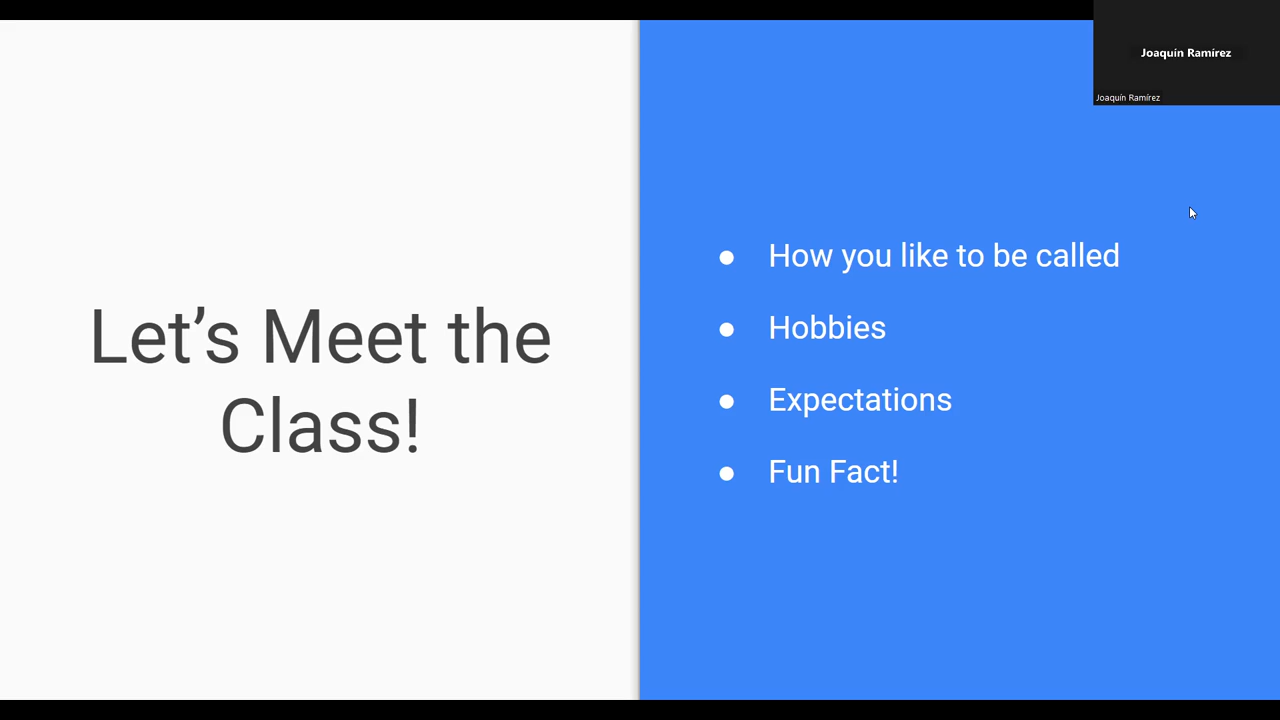 Let's Meet the
Class!
● How you like to be called
● Hobbies
● Expectations
● Fun Fact!
Joaquín Ramírez
Joaquín Ramírez